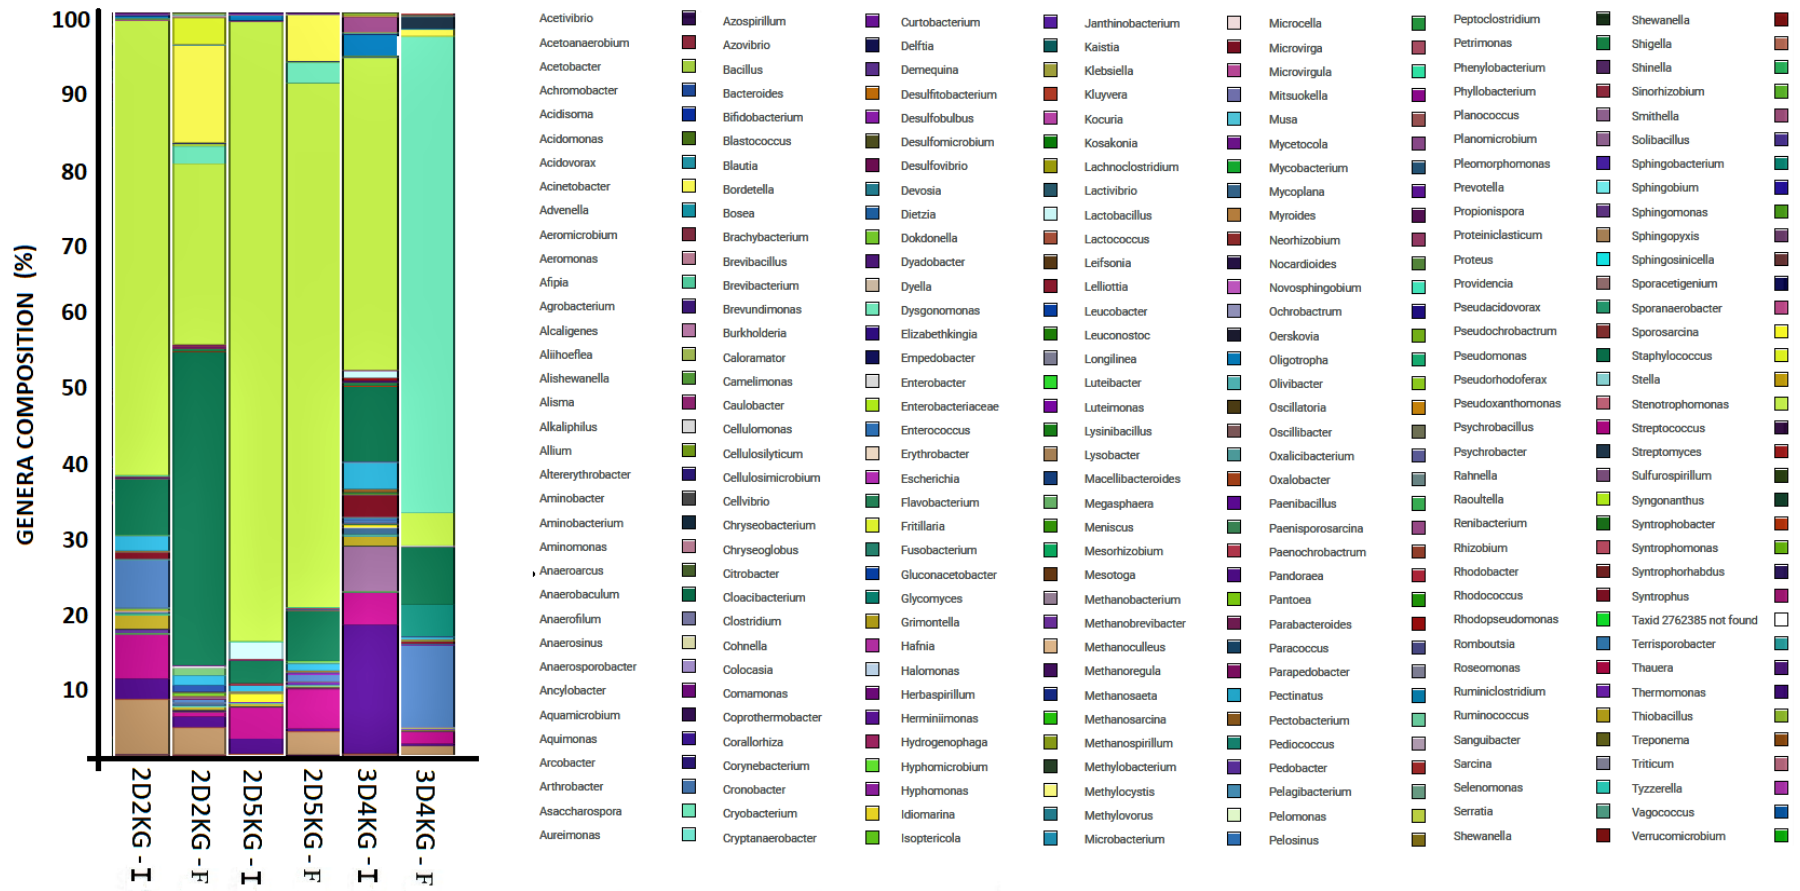 GENERA COMPOSITION (%)
100
90
80
70
60
50
40
30
20
10
2D2KG - I
2D2KG - F
2D5KG - I
2D5KG - F
3D4KG - I
3D4KG - F
Acetivibrio
Acetoanaerobium
Acetobacter
Achromobacter
Acidisoma
Acidomonas
Acidovorax
Acinetobacter
Advenella
Aeromicrobium
Aeromonas
Afipia
Agrobacterium
Alcaligenes
Aliihoeflea
Alishewanella
Alisma
Alkaliphilus
Allium
Altererythrobacter
Aminobacter
Aminobacterium
Aminomonas
Anaeroarcus
Anaerobaculum
Anaerofilum
Anaerosinus
Anaerosporobacter
Ancylobacter
Aquamicrobium
Aquimonas
Arcobacter
Arthrobacter
Asaccharospora
Aureimonas
Azospirillum
Azovibrio
Bacillus
Bacteroides
Bifidobacterium
Blastococcus
Blautia
Bordetella
Bosea
Brachybacterium
Brevibacillus
Brevibacterium
Brevundimonas
Burkholderia
Caloramator
Camelimonas
Caulobacter
Cellulomonas
Cellulosilyticum
Cellulosimicrobium
Cellvibrio
Chryseobacterium
Chryseoglobus
Citrobacter
Cloacibacterium
Clostridium
Cohnella
Colocasia
Comamonas
Coprothermobacter
Corallorhiza
Corynebacterium
Cronobacter
Cryobacterium
Cryptanaerobacter
Curtobacterium
Delftia
Demequina
Desulfitobacterium
Desulfobulbus
Desulfomicrobium
Desulfovibrio
Devosia
Dietzia
Dokdonella
Dyadobacter
Dyella
Dysgonomonas
Elizabethkingia
Empedobacter
Enterobacter
Enterobacteriaceae
Enterococcus
Erythrobacter
Escherichia
Flavobacterium
Fritillaria
Fusobacterium
Gluconacetobacter
Glycomyces
Grimontella
Hafnia
Halomonas
Herbaspirillum
Herminiimonas
Hydrogenophaga
Hyphomicrobium
Hyphomonas
Idiomarina
Isoptericola
Janthinobacterium
Kaistia
Klebsiella
Kluyvera
Kocuria
Kosakonia
Lachnoclostridium
Lactivibrio
Lactobacillus
Lactococcus
Leifsonia
Lelliottia
Leucobacter
Leuconostoc
Longilinea
Luteibacter
Luteimonas
Lysinibacillus
Lysobacter
Macellibacteroides
Megasphaera
Meniscus
Mesorhizobium
Mesotoga
Methanobacterium
Methanobrevibacter
Methanoculleus
Methanoregula
Methanosaeta
Methanosarcina
Methanospirillum
Methylobacterium
Methylocystis
Methylovorus
Microbacterium
Microcella
Microvirga
Microvirgula
Mitsuokella
Musa
Mycetocola
Mycobacterium
Mycoplana
Myroides
Neorhizobium
Nocardioides
Novosphingobium
Ochrobactrum
Oerskovia
Oligotropha
Olivibacter
Oscillatoria
Oscillibacter
Oxalicibacterium
Oxalobacter
Paenibacillus
Paenisporosarcina
Paenochrobactrum
Pandoraea
Pantoea
Parabacteroides
Paracoccus
Parapedobacter
Pectinatus
Pectobacterium
Pediococcus
Pedobacter
Pelagibacterium
Pelomonas
Pelosinus
Peptoclostridium
Petrimonas
Phenylobacterium
Phyllobacterium
Planococcus
Planomicrobium
Pleomorphomonas
Prevotella
Propionispora
Proteiniclasticum
Proteus
Providencia
Pseudacidovorax
Pseudochrobactrum
Pseudomonas
Pseudorhodoferax
Pseudoxanthomonas
Psychrobacillus
Psychrobacter
Rahnella
Raoultella
Renibacterium
Rhizobium
Rhodobacter
Rhodococcus
Rhodopseudomonas
Romboutsia
Roseomonas
Ruminiclostridium
Ruminococcus
Sanguibacter
Sarcina
Selenomonas
Serratia
Shewanella
Shewanella
Shigella
Shinella
Sinorhizobium
Smithella
Solibacillus
Sphingobacterium
Sphingobium
Sphingomonas
Sphingopyxis
Sphingosinicella
Sporacetigenium
Sporanaerobacter
Sporosarcina
Staphylococcus
Stella
Stenotrophomonas
Streptococcus
Streptomyces
Sulfurospirillum
Syngonanthus
Syntrophobacter
Syntrophomonas
Syntrophorhabdus
Syntrophus
Taxid 2762385 not found
Terrisporobacter
Thauera
Thermomonas
Thiobacillus
Treponema
Triticum
Tyzzerella
Vagococcus
Verrucomicrobium